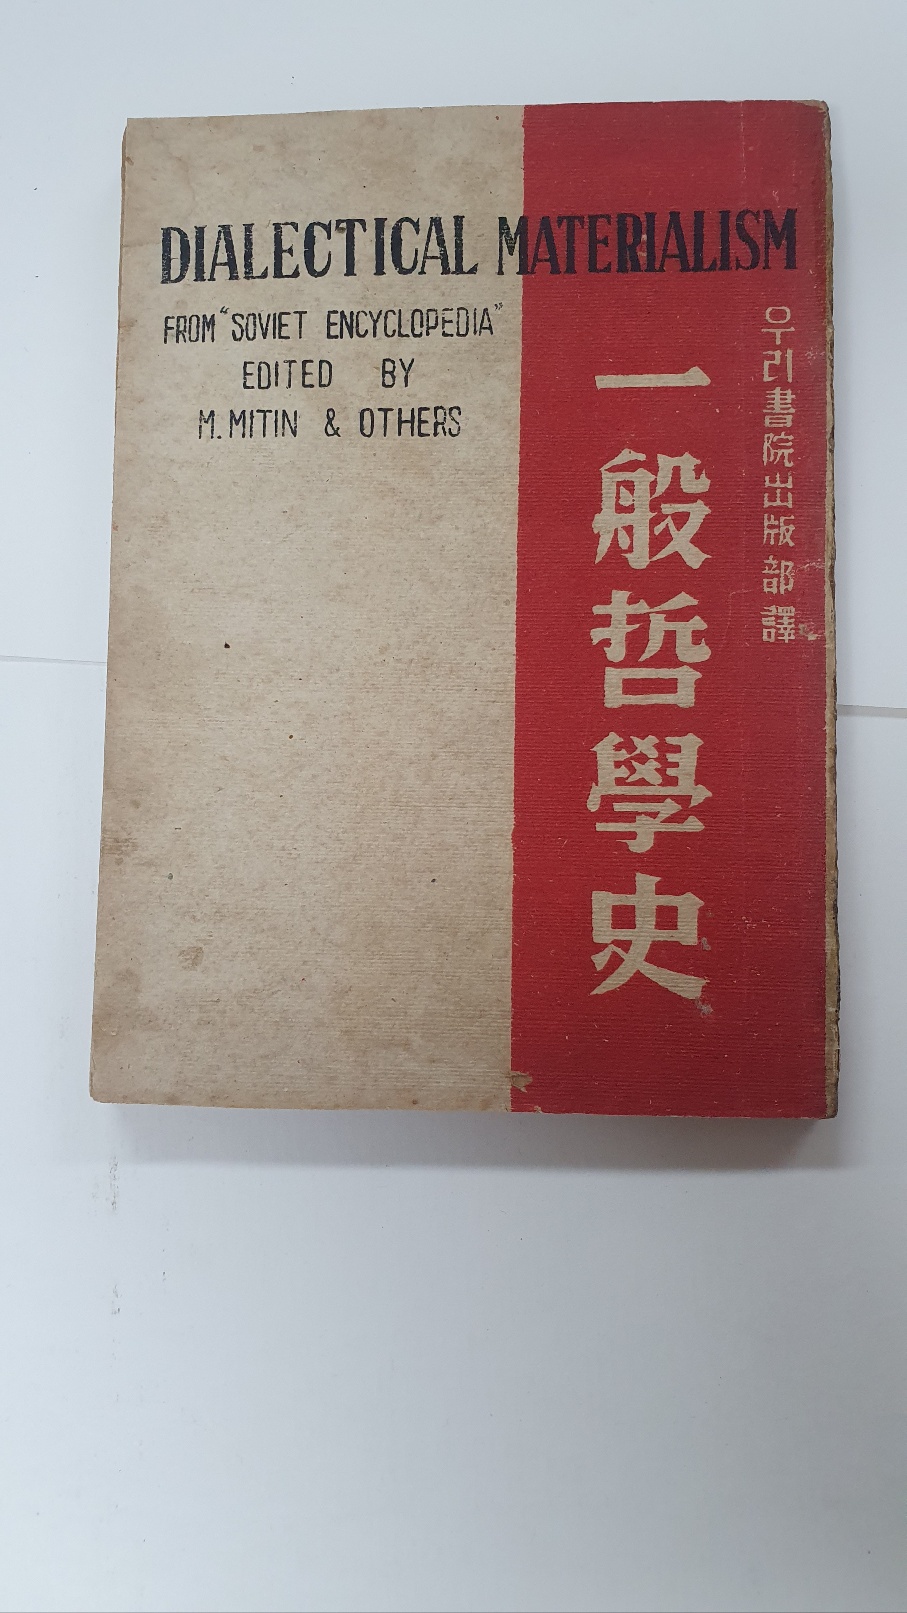 DIALECTICAL MATERIALISM
FROM “SOVIET ENCYCLOPEDIA”
EDITED BY
M. MITIN & OTHERS
우리書院出版部譯
一般哲學史